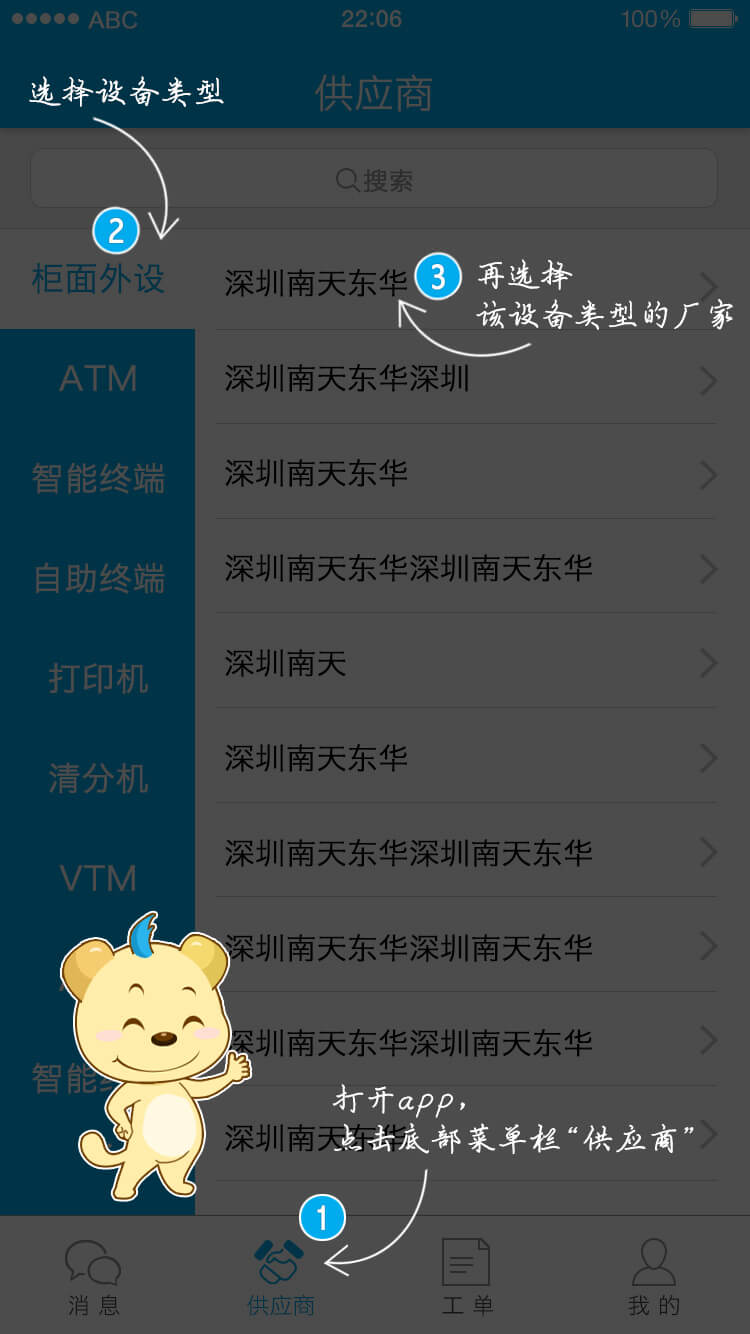 ABC
22:06
100%
选择设备类型
供应商
搜索
2
柜面外设
深圳南天东华
3
再选择
该设备类型的厂家
ATM
深圳南天东华深圳
智能终端
深圳南天东华
自助终端
深圳南天东华深圳南天东华
打印机
深圳南天
清分机
深圳南天东华
VTM
深圳南天东华深圳南天东华
深圳南天东华深圳南天东华
智能
深圳南天东华深圳南天东华
打开app，
点击底部菜单栏“供应商”
深圳南天东华
1
消息
供应商
工单
我的